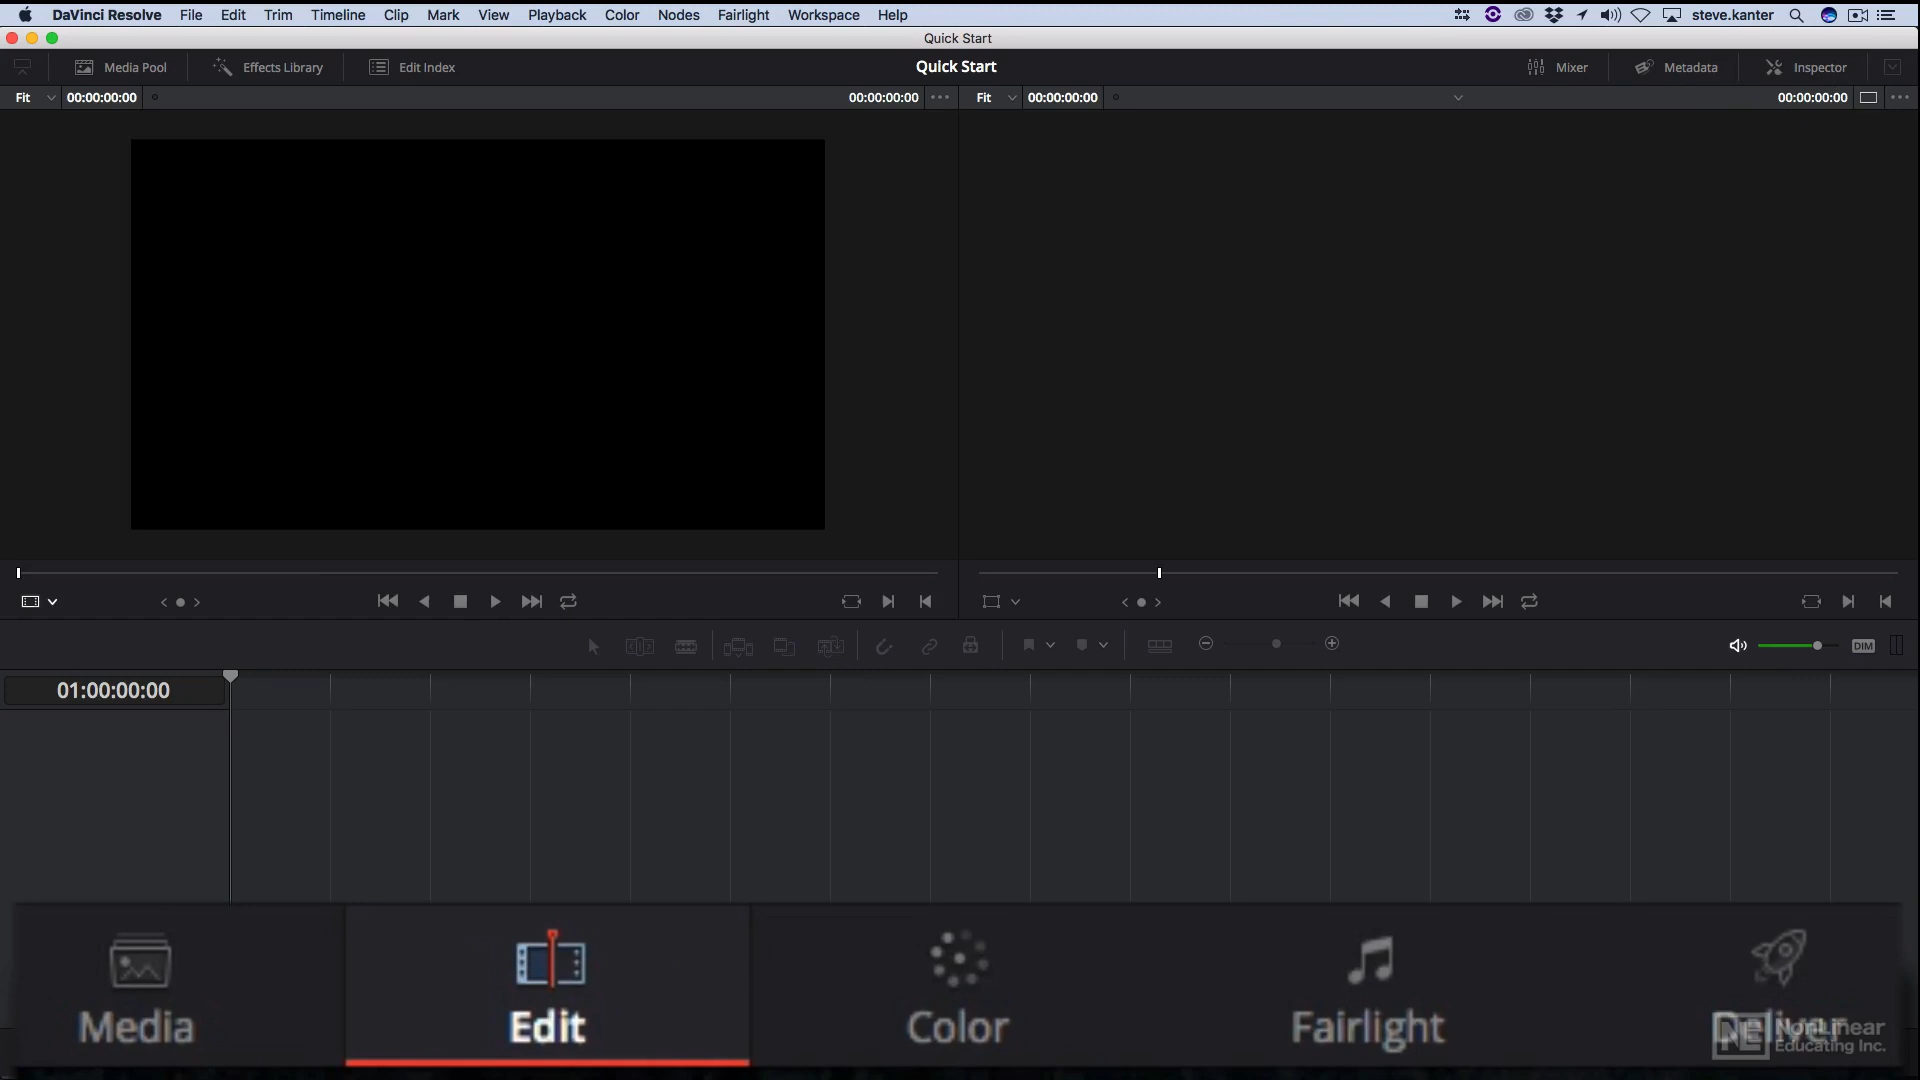 DaVinci Resolve File Edit Trim Timeline Clip Mark View Playback Color Nodes Fairlight Workspace Help steve.kanter
Quick Start
Media Pool Effects Library Edit Index Quick Start Mixer Metadata Inspector
Fit 00:00:00:00 00:00:00:00 Fit 00:00:00:00 00:00:00:00
DIM
01:00:00:00
Media Edit Color Fairlight Deliver
NonLinear
Educating Inc.